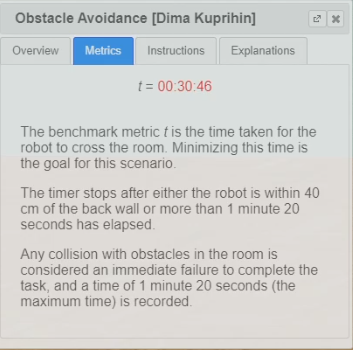 Obstacle Avoidance [Dima Kuprihin]
Overview Metrics Instructions Explanations
t = 00:30:46
The benchmark metric t is the time taken for the
robot to cross the room. Minimizing this time is
the goal for this scenario.
The timer stops after either the robot is within 40
cm of the back wall or more than 1 minute 20
seconds has elapsed.
Any collision with obstacles in the room is
considered an immediate failure to complete the
task, and a time of 1 minute 20 seconds (the
maximum time) is recorded.